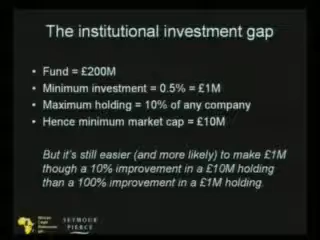 The institutional investment gap
• Fund = £200M
• Minimum investment = 0.5% = £1M
• Maximum holding = 10% of any company
• Hence minimum market cap = £10M
But it's still easier (and more likely) to make £1M
though a 10% improvement in a £10M holding
than a 100% improvement in a £1M holding.
SEYMOUR
PIERCE